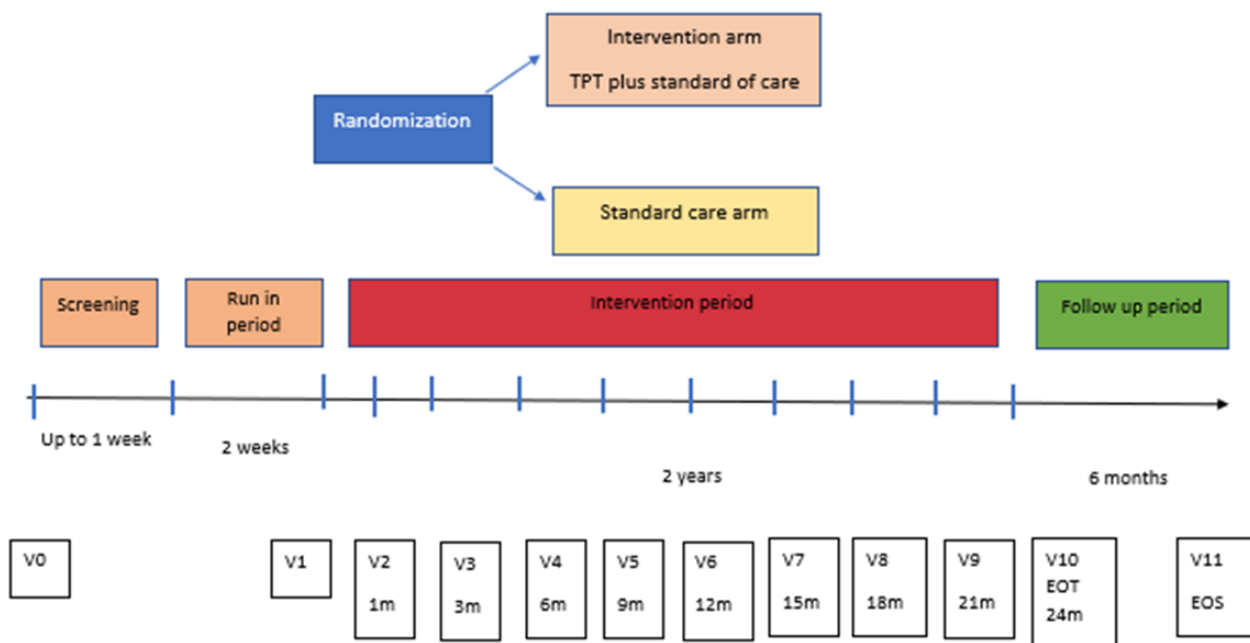 Intervention arm
TPT plus standard of care
Randomization
Standard care arm
Screening
Run in
period
Intervention period
Follow up period
Up to 1 week
2 weeks
2 years
6 months
V0
V1
V2
1m
V3
3m
V4
6m
V5
9m
V6
12m
V7
15m
V8
18m
V9
21m
V10
EOT
24m
V11
EOS